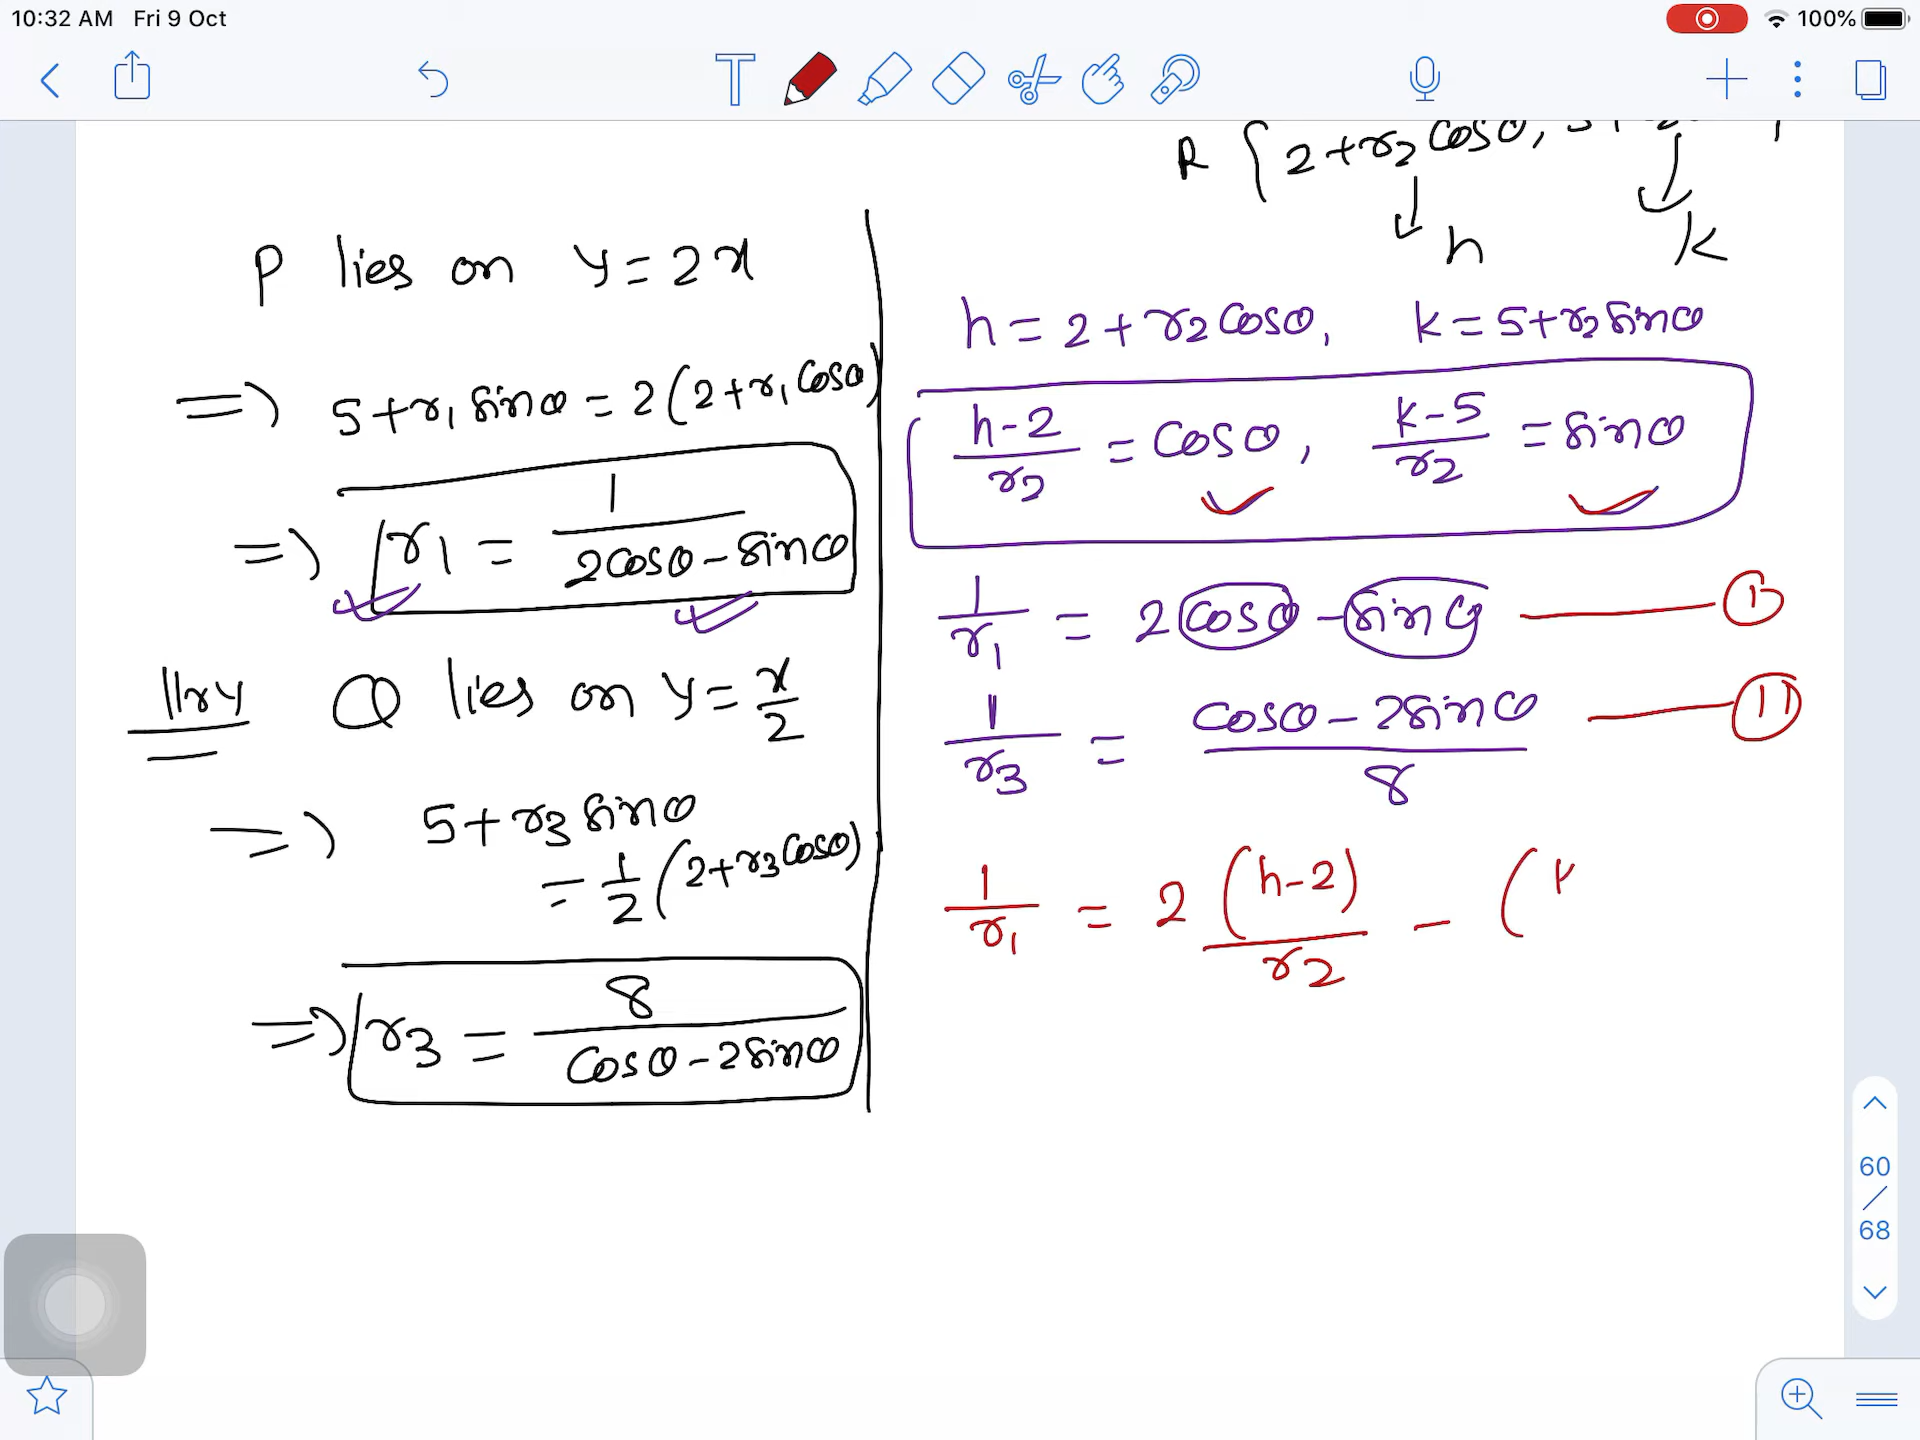 10:32 AM Fri 9 Oct
100%
P lies on y = 2x
=> 5+r₁ sinθ = 2(2+r₁ cosθ)
=> r₁ = 1/(2cosθ - sinθ)
|||ry Q lies on y = x/2
=> 5+r₃ sinθ
= 1/2 (2+r₃ cosθ)
=> r₃ = 8/(cosθ - 2sinθ)
R {2+r₂ cosθ,
h k
h = 2+r₂ cosθ, k = 5+r₂ sinθ
(h-2)/r₂ = cosθ, (k-5)/r₂ = sinθ
1/r₁ = 2cosθ - sinθ — ①
1/r₃ = (cosθ - 2sinθ)/8 — ⑪
1/r₁ = 2(h-2)/r₂ - (
60
/
68